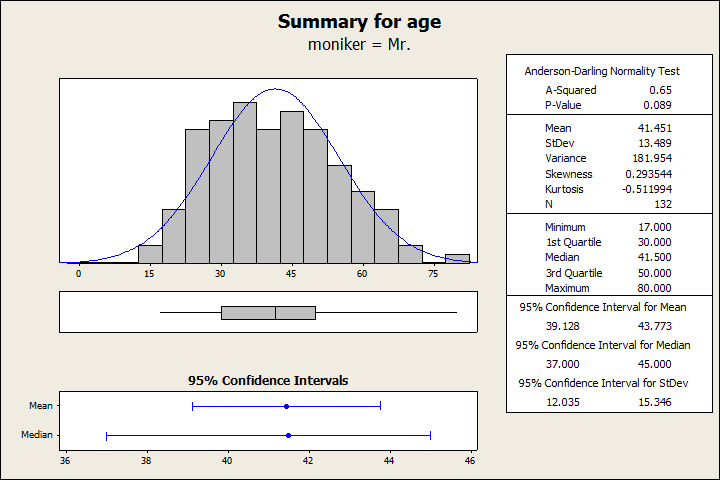 Summary for age
moniker = Mr.
0 15 30 45 60 75
95% Confidence Intervals
Mean
Median
36 38 40 42 44 46
Anderson-Darling Normality Test
A-Squared 0.65
P-Value 0.089
Mean 41.451
StDev 13.489
Variance 181.954
Skewness 0.293544
Kurtosis -0.511994
N 132
Minimum 17.000
1st Quartile 30.000
Median 41.500
3rd Quartile 50.000
Maximum 80.000
95% Confidence Interval for Mean
39.128 43.773
95% Confidence Interval for Median
37.000 45.000
95% Confidence Interval for StDev
12.035 15.346